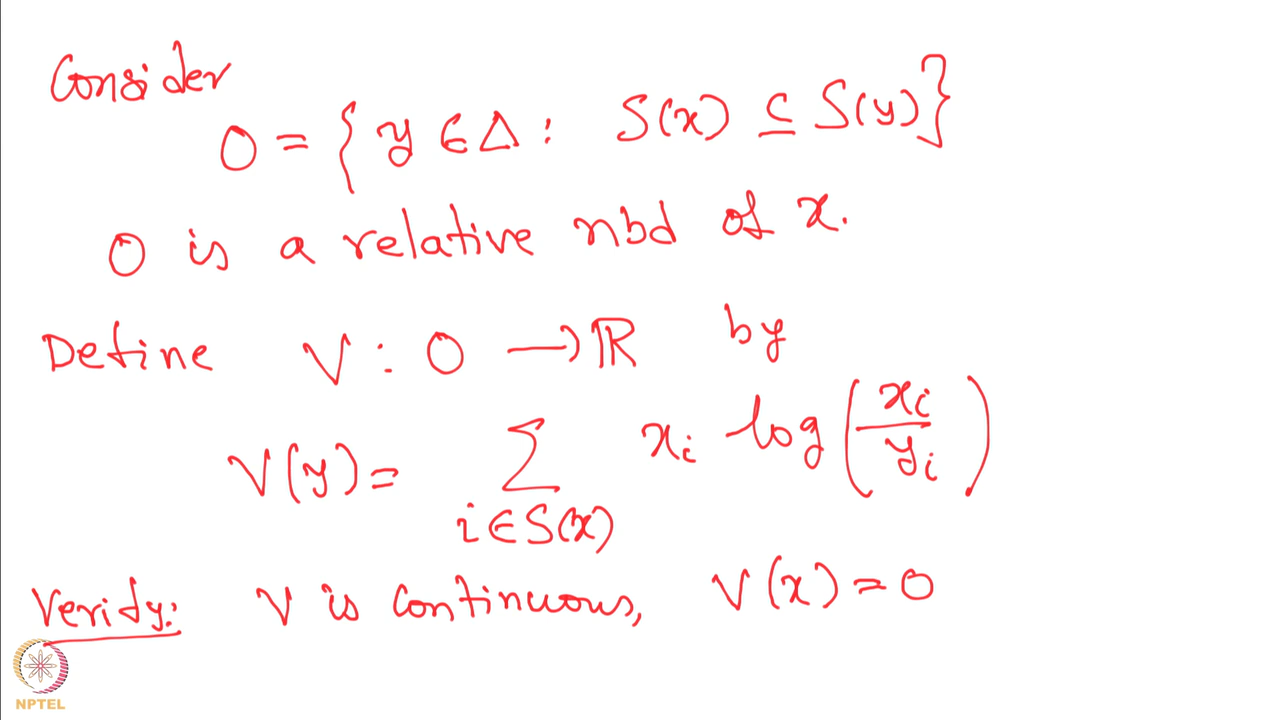 Consider
O = { y ∈ Δ : S(x) ⊆ S(y) }
O is a relative nbd of x.
Define V : O → ℝ by
V(y) = Σ_{i∈S(x)} x_i log(x_i / y_i)
Verify: V is continuous, V(x) = 0
NPTEL